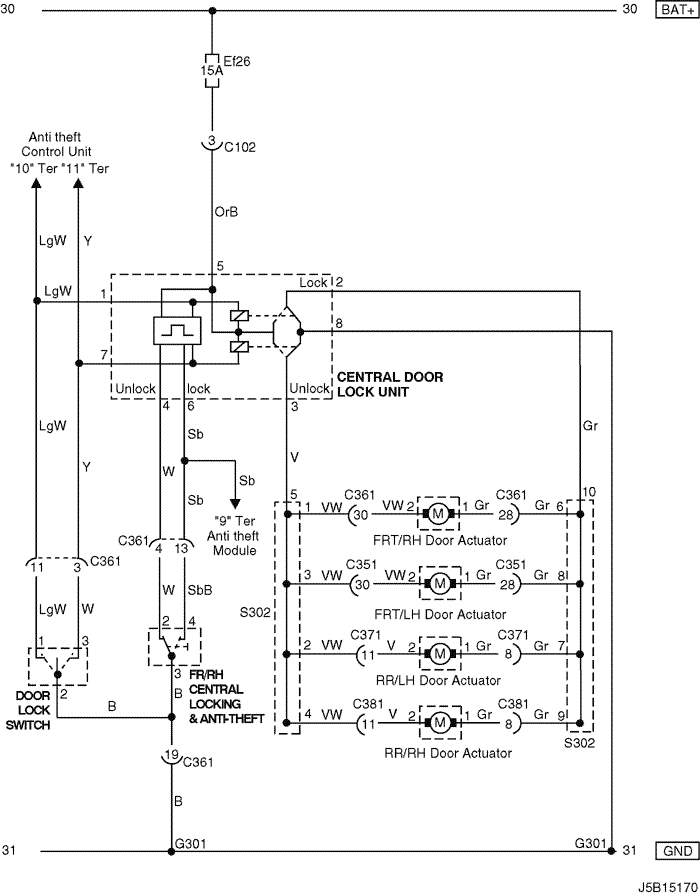 30 30 BAT+
Ef26
15A
3 C102
Anti theft
Control Unit
"10" Ter "11" Ter
OrB
LgW Y
5
LgW 1 Lock 2
8
7
Unlock lock Unlock
CENTRAL DOOR
LOCK UNIT
4 6 3
LgW Sb Gr
Y W V
Sb Sb
"9" Ter
Anti theft
Module
5 10
1 VW C361 30 VW 2 M 1 Gr C361 28 Gr 6
FRT/RH Door Actuator
C361 4 13
11 3 C361
3 VW C351 30 VW 2 M 1 Gr C351 28 Gr 8
FRT/LH Door Actuator
W SbB
LgW W
S302
2 4
1 3
2 VW C371 11 V 2 M 1 Gr C371 8 Gr 7
RR/LH Door Actuator
3 FR/RH
CENTRAL
LOCKING
& ANTI-THEFT
B
2
DOOR
LOCK
SWITCH
B
4 VW C381 11 V 2 M 1 Gr C381 8 Gr 9
RR/RH Door Actuator
S302
19 C361
B
G301 G301
31 31 GND
J5B15170